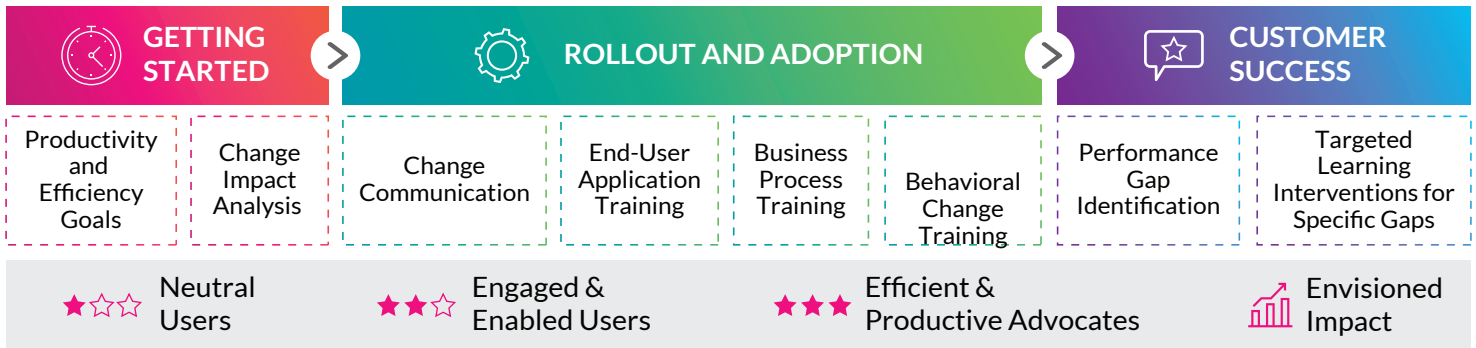 GETTING
STARTED
ROLLOUT AND ADOPTION
CUSTOMER
SUCCESS
Productivity
and
Efficiency
Goals
Change
Impact
Analysis
Change
Communication
End-User
Application
Training
Business
Process
Training
Behavioral
Change
Training
Performance
Gap
Identification
Targeted
Learning
Interventions for
Specific Gaps
Neutral
Users
Engaged &
Enabled Users
Efficient &
Productive Advocates
Envisioned
Impact